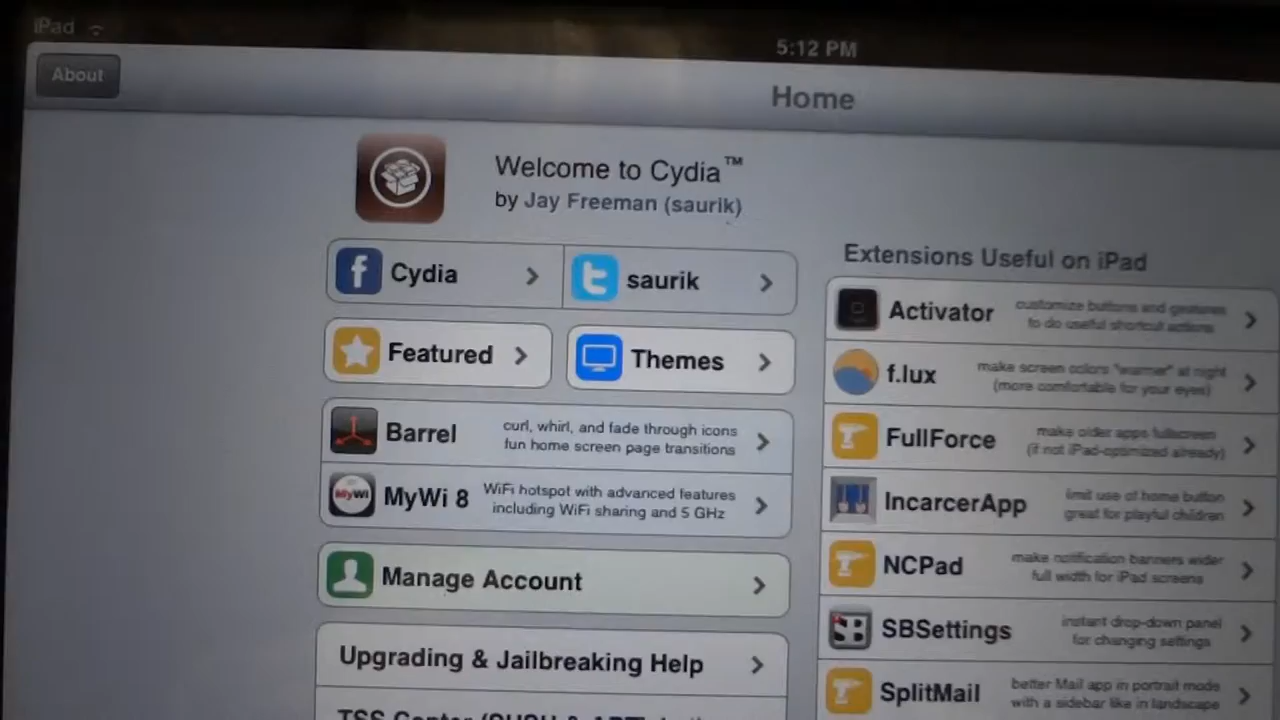 iPad
5:12 PM
About
Home
Welcome to Cydia™
by Jay Freeman (saurik)
Cydia
saurik
Featured
Themes
Barrel
curl, whirl, and fade through icons
fun home screen page transitions
MyWi 8
WiFi hotspot with advanced features
including WiFi sharing and 5 GHz
MyWi
Manage Account
Upgrading & Jailbreaking Help
TSS Center (SHSH & APT)
Extensions Useful on iPad
Activator
customize buttons and gestures
to do useful shortcut actions
f.lux
make screen colors "warmer" at night
(more comfortable for your eyes)
FullForce
make older apps fullscreen
(if not iPad-optimized already)
IncarcerApp
limit use of home button
great for playful children
NCPad
make notification banners wider
full width for iPad screens
SBSettings
instant drop-down panel
for changing settings
SplitMail
better Mail app in portrait mode
with a sidebar like in landscape